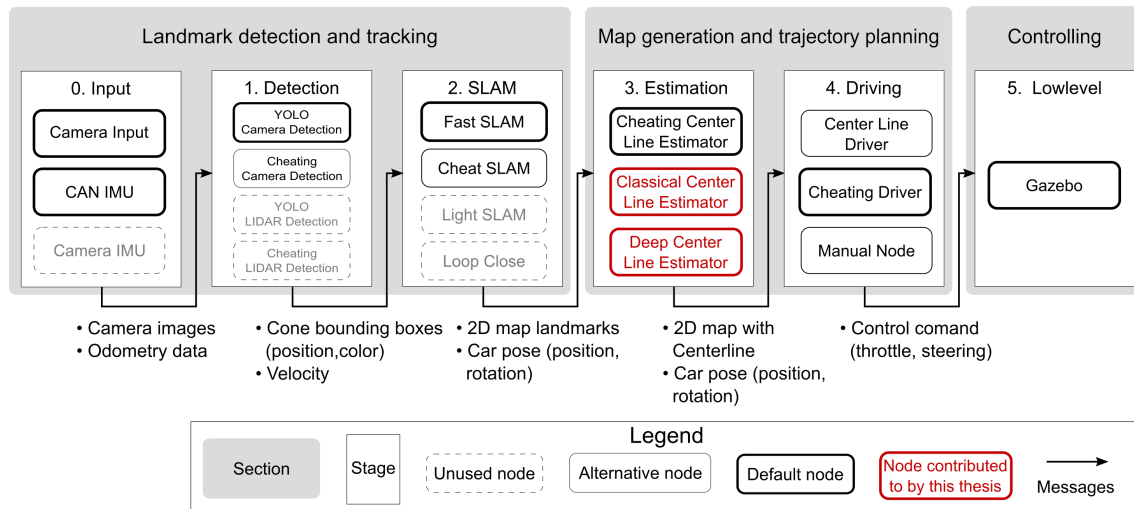 Landmark detection and tracking
Map generation and trajectory planning
Controlling
0. Input
Camera Input
CAN IMU
Camera IMU
1. Detection
YOLO
Camera Detection
Cheating
Camera Detection
YOLO
LIDAR Detection
Cheating
LIDAR Detection
2. SLAM
Fast SLAM
Cheat SLAM
Light SLAM
Loop Close
3. Estimation
Cheating Center
Line Estimator
Classical Center
Line Estimator
Deep Center
Line Estimator
4. Driving
Center Line
Driver
Cheating Driver
Manual Node
5. Lowlevel
Gazebo
• Camera images
• Odometry data
• Cone bounding boxes
(position,color)
• Velocity
• 2D map landmarks
• Car pose (position,
rotation)
• 2D map with
Centerline
• Car pose (position,
rotation)
• Control comand
(throttle, steering)
Legend
Section
Stage
Unused node
Alternative node
Default node
Node contributed
to by this thesis
Messages